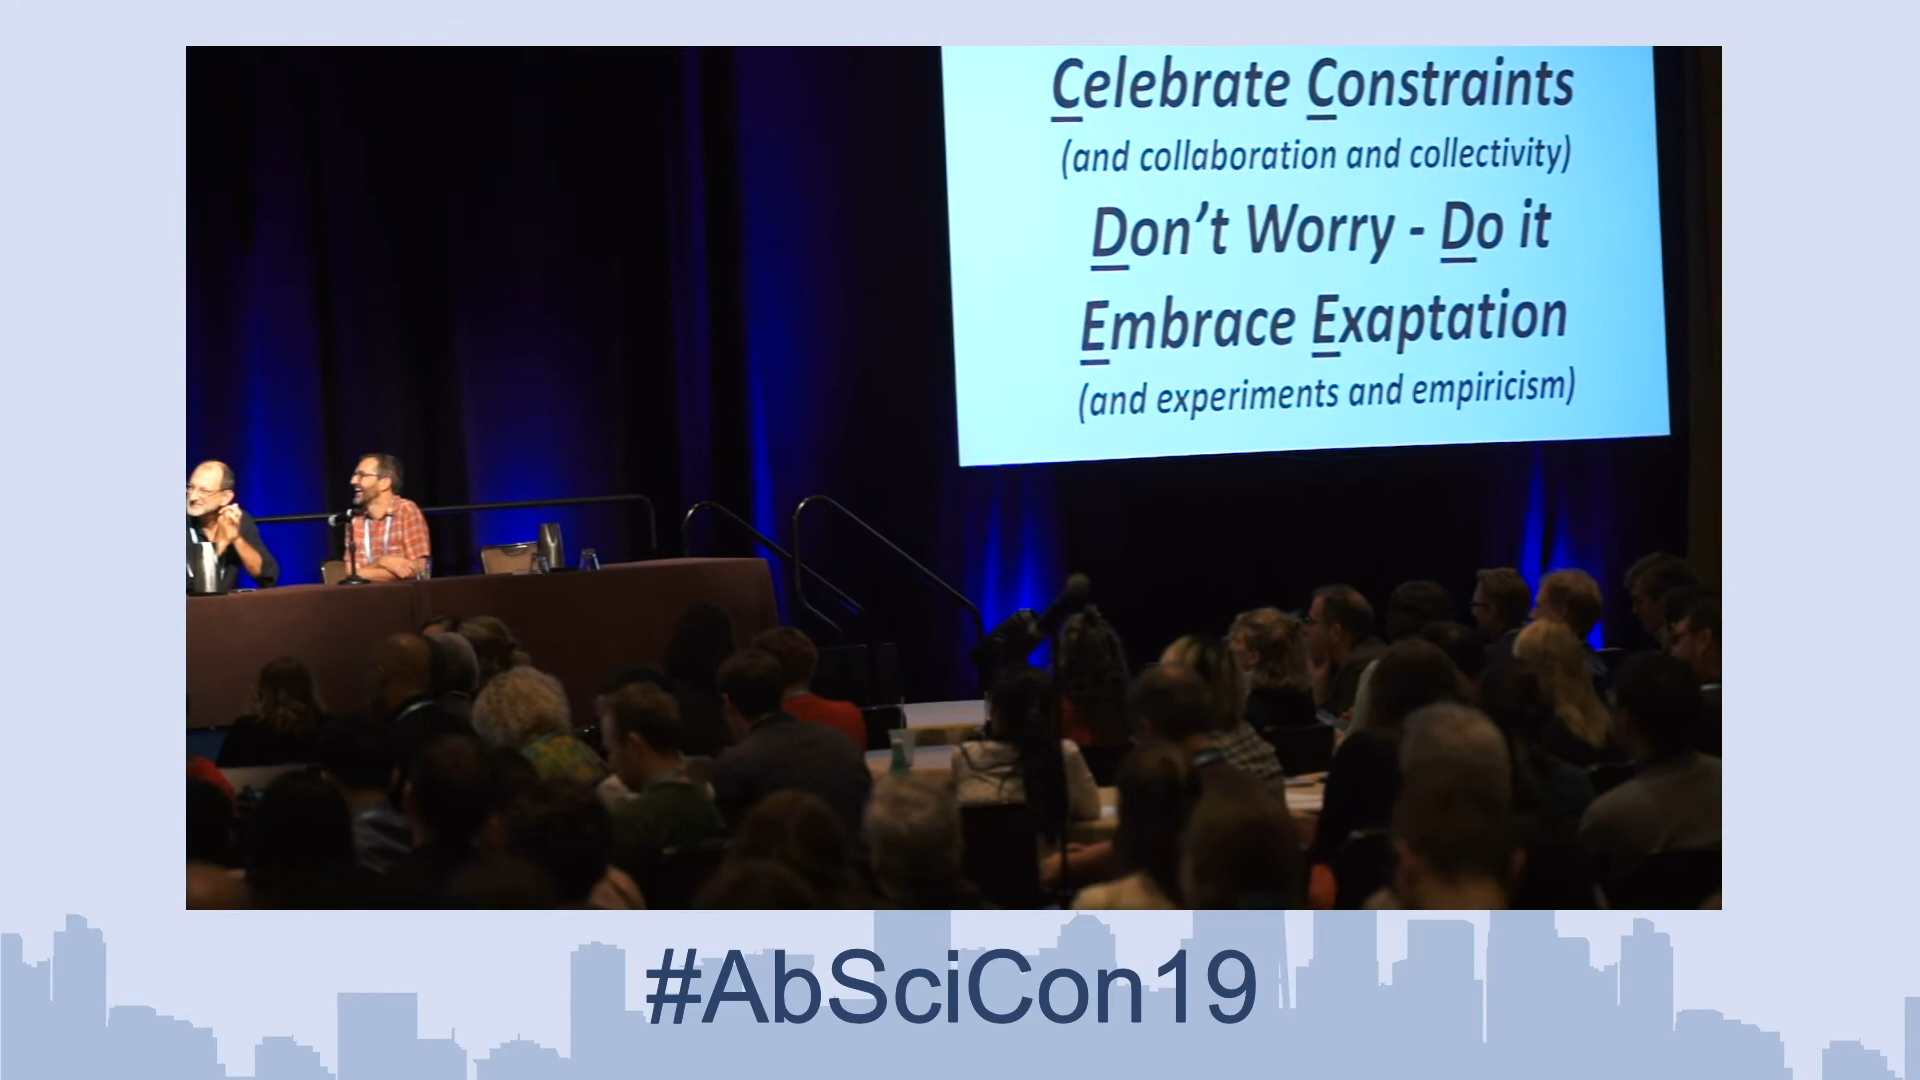 Celebrate Constraints
(and collaboration and collectivity)
Don't Worry - Do it
Embrace Exaptation
(and experiments and empiricism)
#AbSciCon19